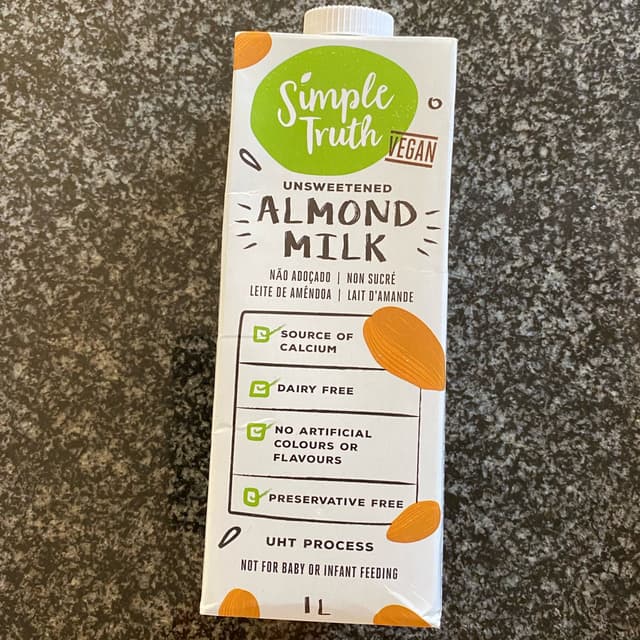 Simple
Truth
VEGAN
UNSWEETENED
ALMOND
MILK
NÃO ADOÇADO | NON SUCRÉ
LEITE DE AMÊNDOA | LAIT D'AMANDE
SOURCE OF
CALCIUM
DAIRY FREE
NO ARTIFICIAL
COLOURS OR
FLAVOURS
PRESERVATIVE FREE
UHT PROCESS
NOT FOR BABY OR INFANT FEEDING
1 L